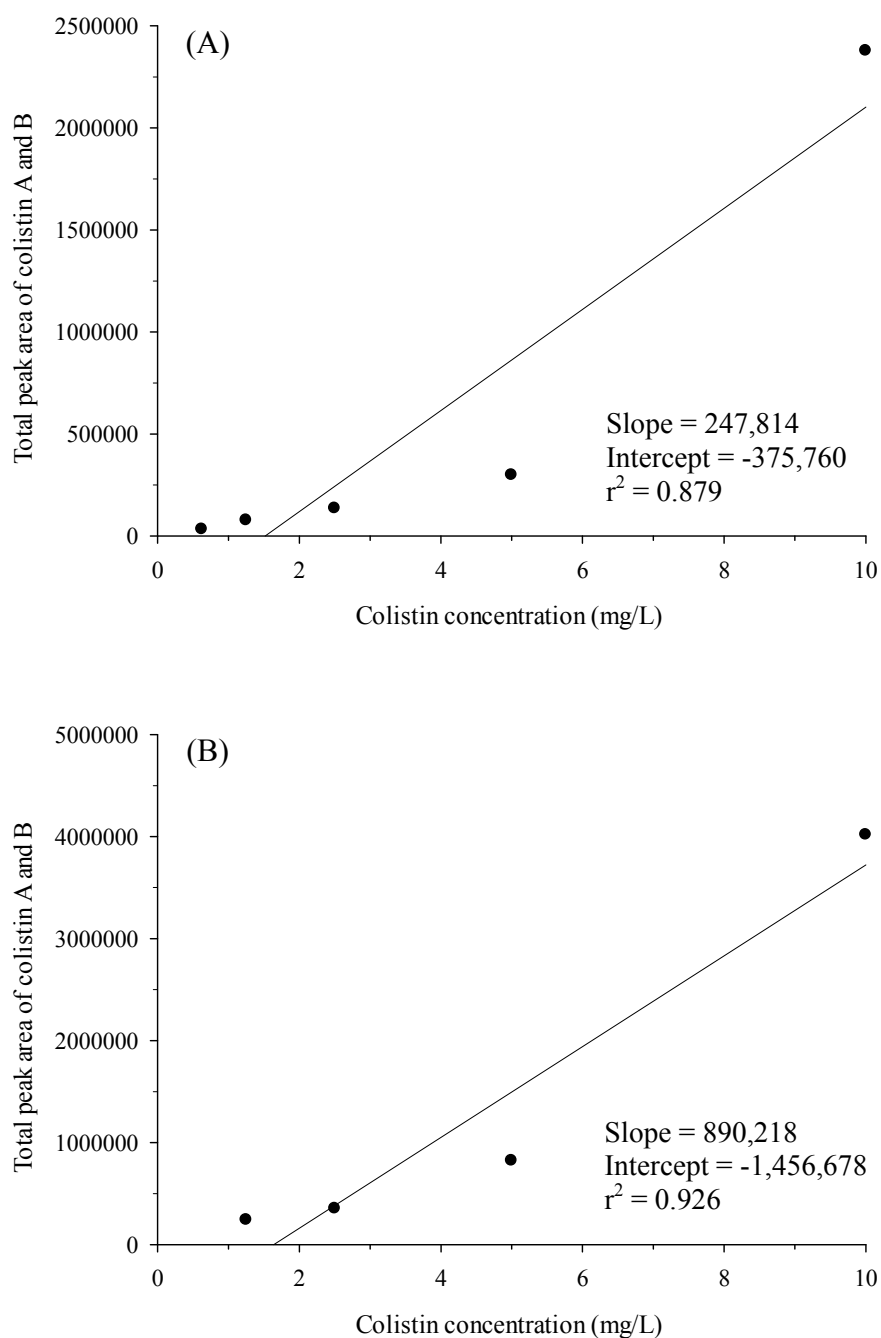 (A)
2500000
2000000
1500000
1000000
500000
0
Total peak area of colistin A and B
Slope = 247,814
Intercept = -375,760
r² = 0.879
0 2 4 6 8 10
Colistin concentration (mg/L)
(B)
5000000
4000000
3000000
2000000
1000000
0
Total peak area of colistin A and B
Slope = 890,218
Intercept = -1,456,678
r² = 0.926
0 2 4 6 8 10
Colistin concentration (mg/L)